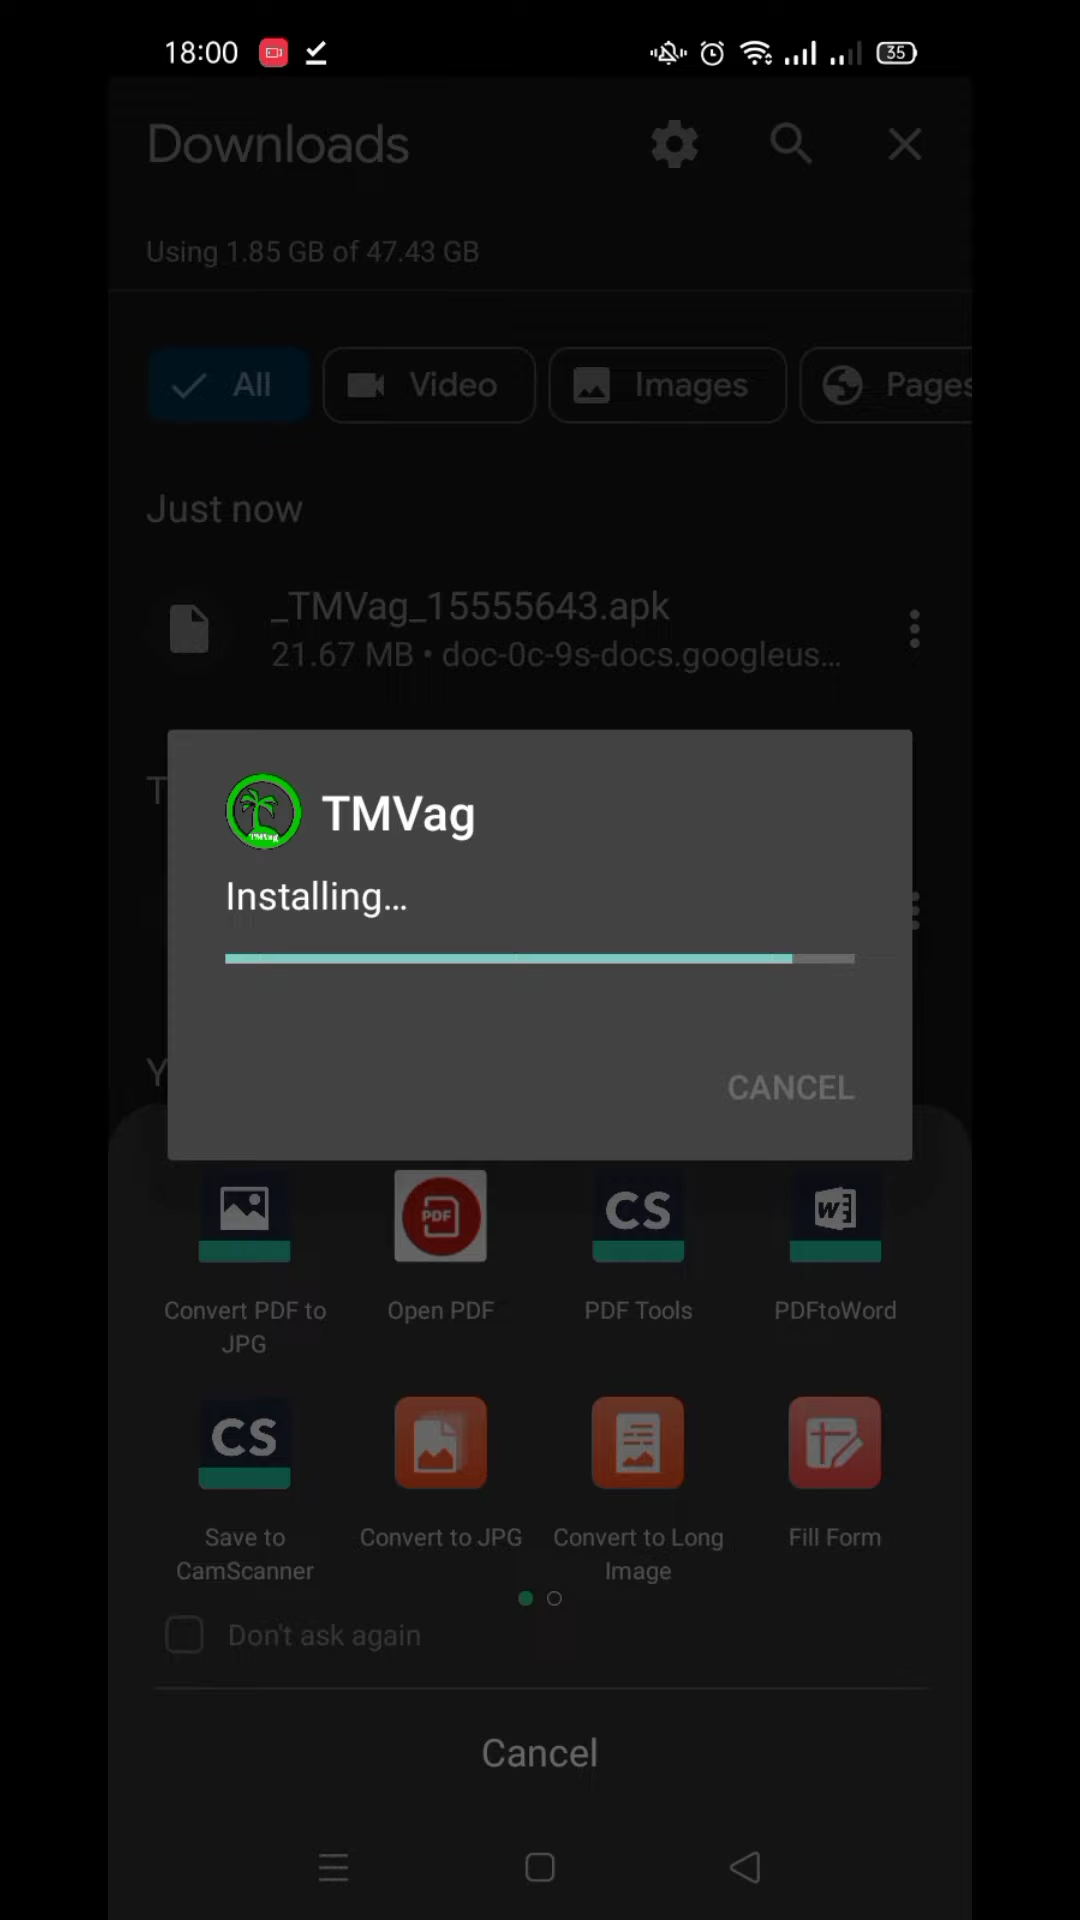 18:00
35
Downloads
Using 1.85 GB of 47.43 GB
All
Video
Images
Pages
Just now
_TMVag_15555643.apk
21.67 MB • doc-0c-9s-docs.googleus...
T
TMVag
TMVag
Installing...
Y
CANCEL
PDF
CS
W
Convert PDF to
JPG
Open PDF
PDF Tools
PDFtoWord
CS
Save to
CamScanner
Convert to JPG
Convert to Long
Image
Fill Form
Don't ask again
Cancel